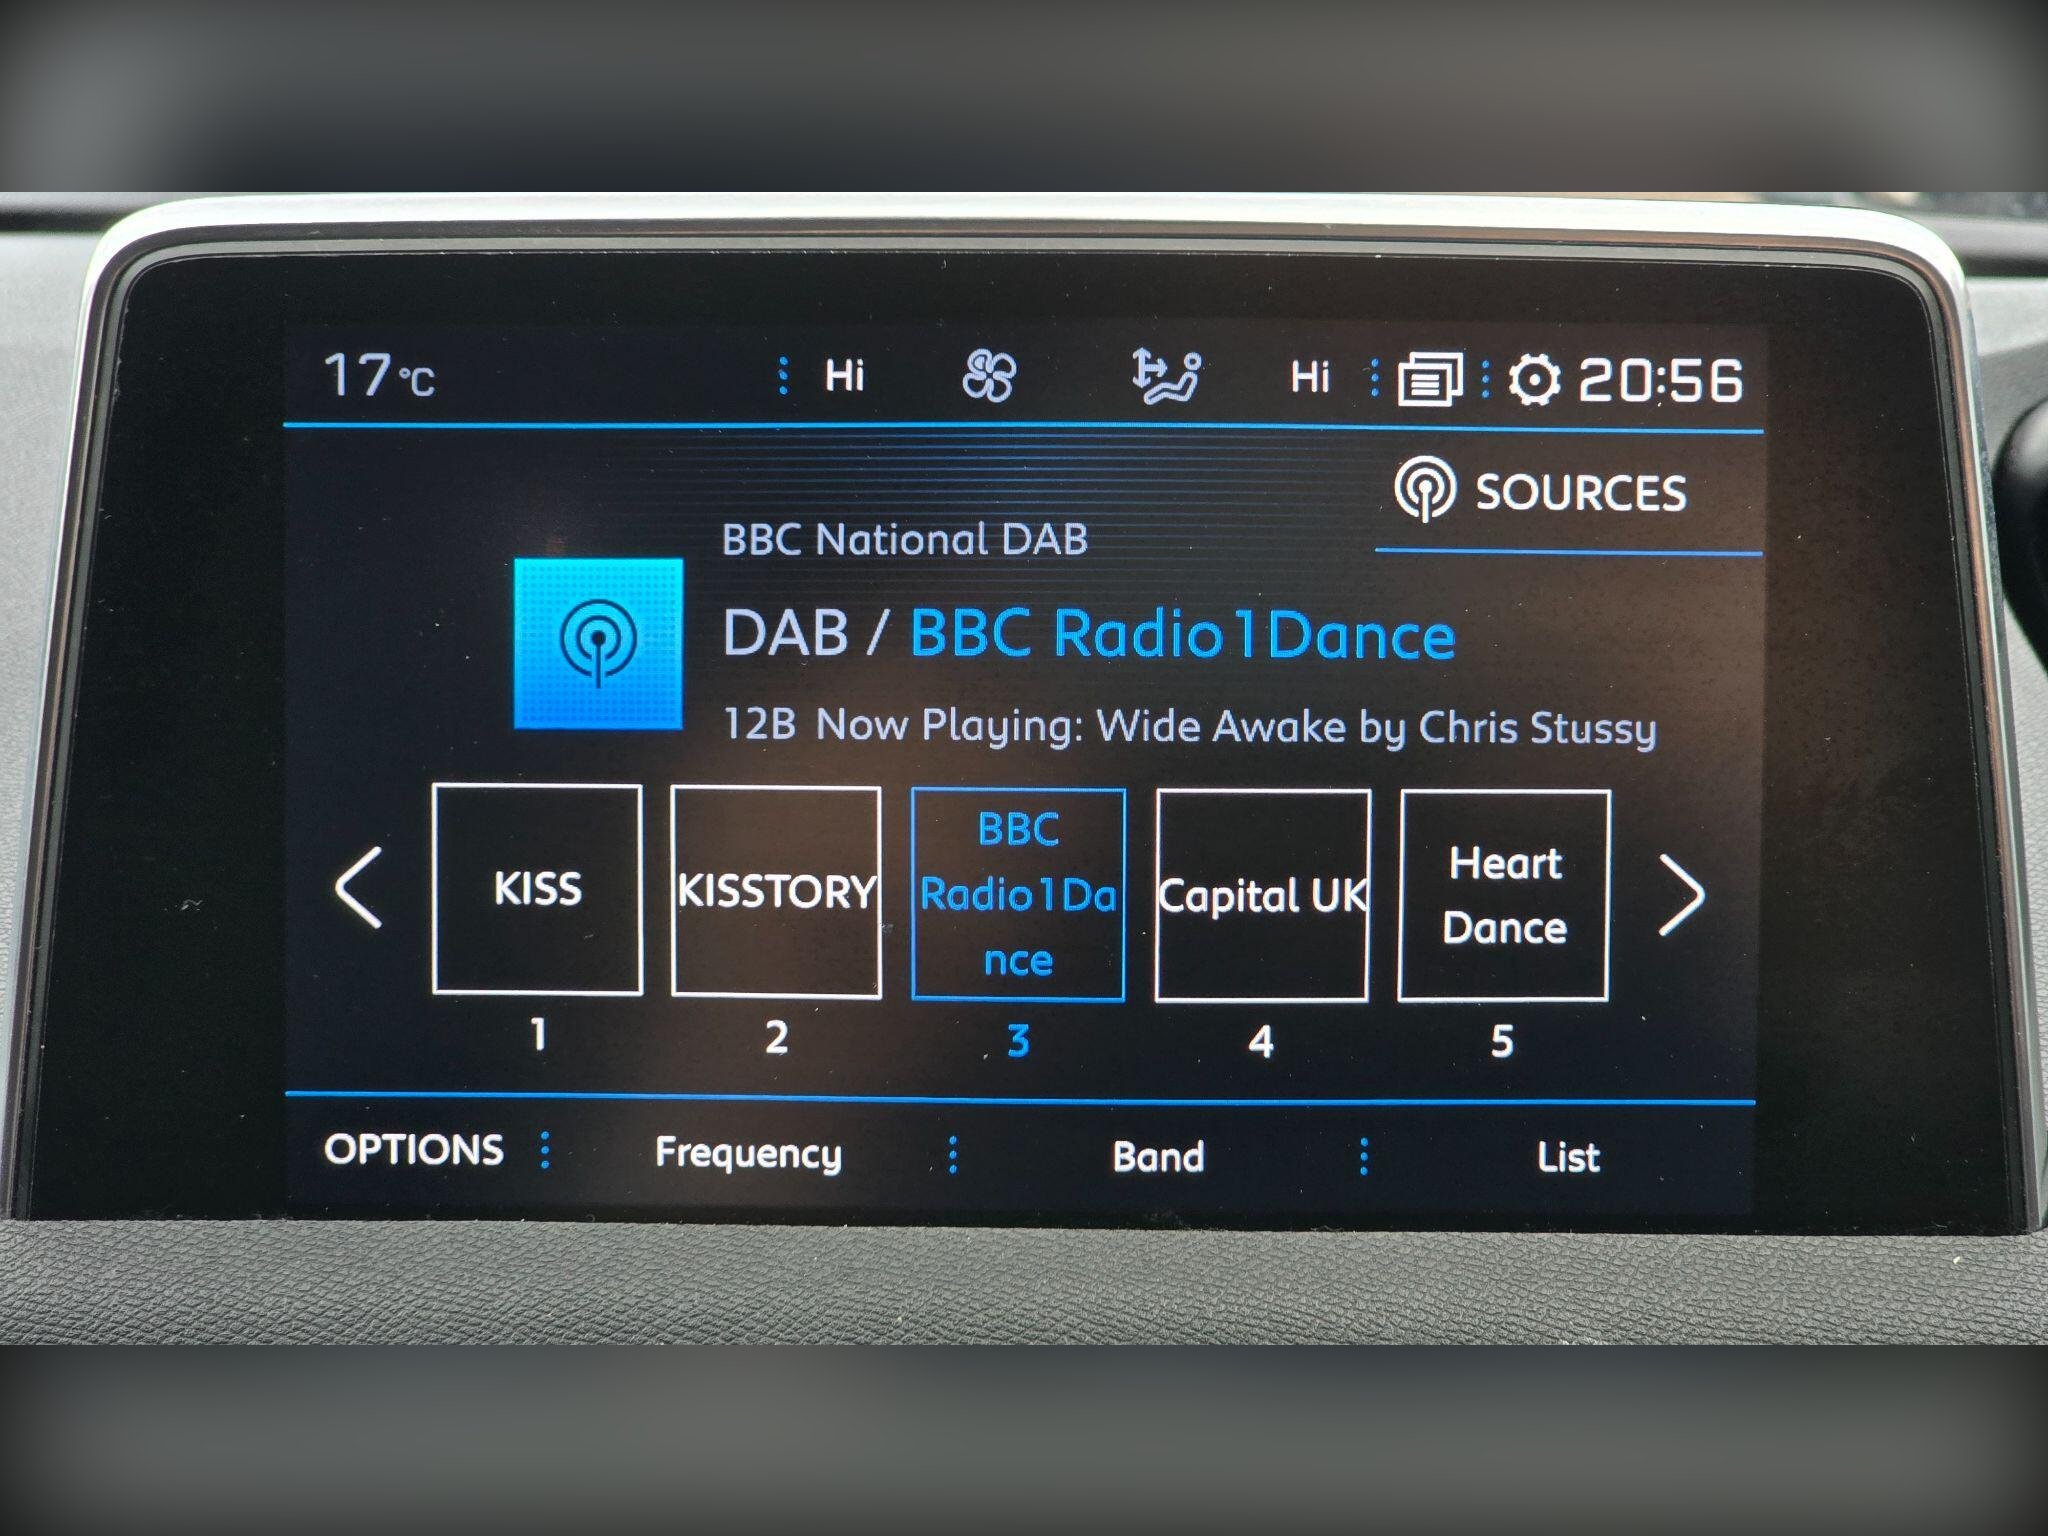 17 °C Hi Hi 20:56
SOURCES
BBC National DAB
DAB / BBC Radio1Dance
12B Now Playing: Wide Awake by Chris Stussy
KISS
KISSTORY
BBC
Radio1Da
nce
Capital UK
Heart
Dance
1 2 3 4 5
OPTIONS Frequency Band List